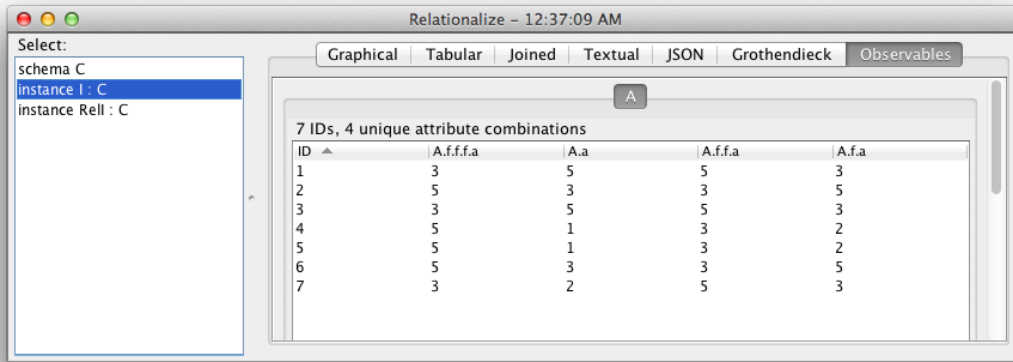 Relationalize - 12:37:09 AM
Select:
schema C
instance I : C
instance RelI : C
Graphical Tabular Joined Textual JSON Grothendieck Observables
A
7 IDs, 4 unique attribute combinations
ID A.f.f.f.a A.a A.f.f.a A.f.a
1 3 5 5 3
2 5 3 3 5
3 3 5 5 3
4 5 1 3 2
5 5 1 3 2
6 5 3 3 5
7 3 2 5 3